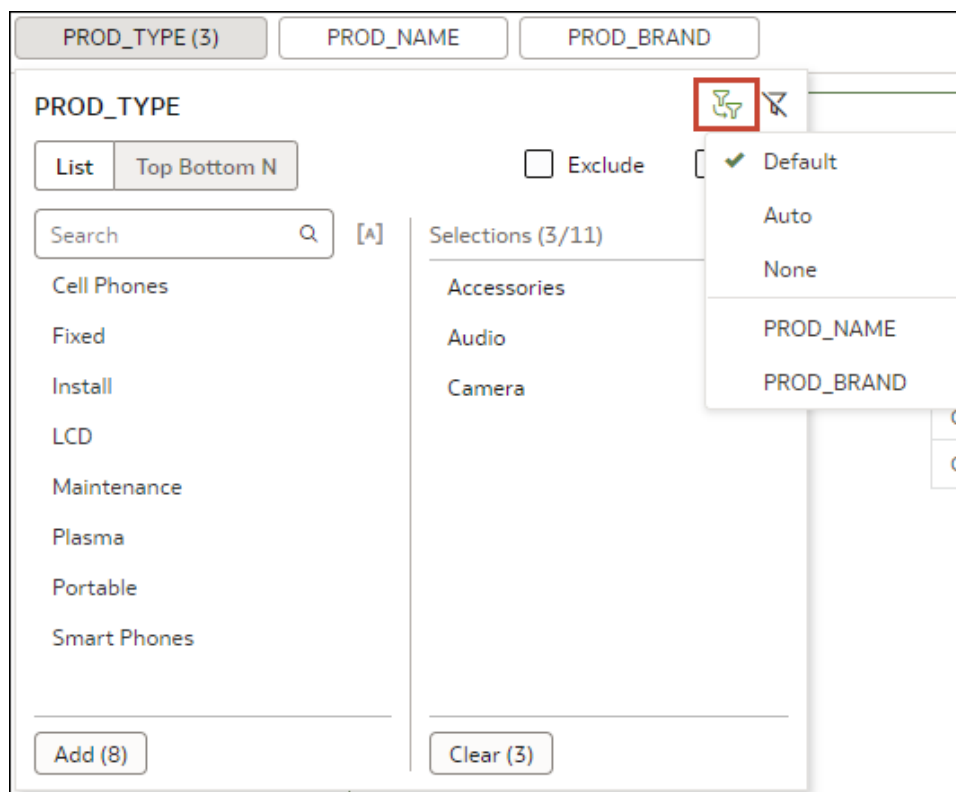 PROD_TYPE (3) PROD_NAME PROD_BRAND
PROD_TYPE
List Top Bottom N Exclude
Default
Auto
None
PROD_NAME
PROD_BRAND
Search [A] Selections (3/11)
Cell Phones Accessories
Fixed Audio
Install Camera
LCD
Maintenance
Plasma
Portable
Smart Phones
Add (8) Clear (3)